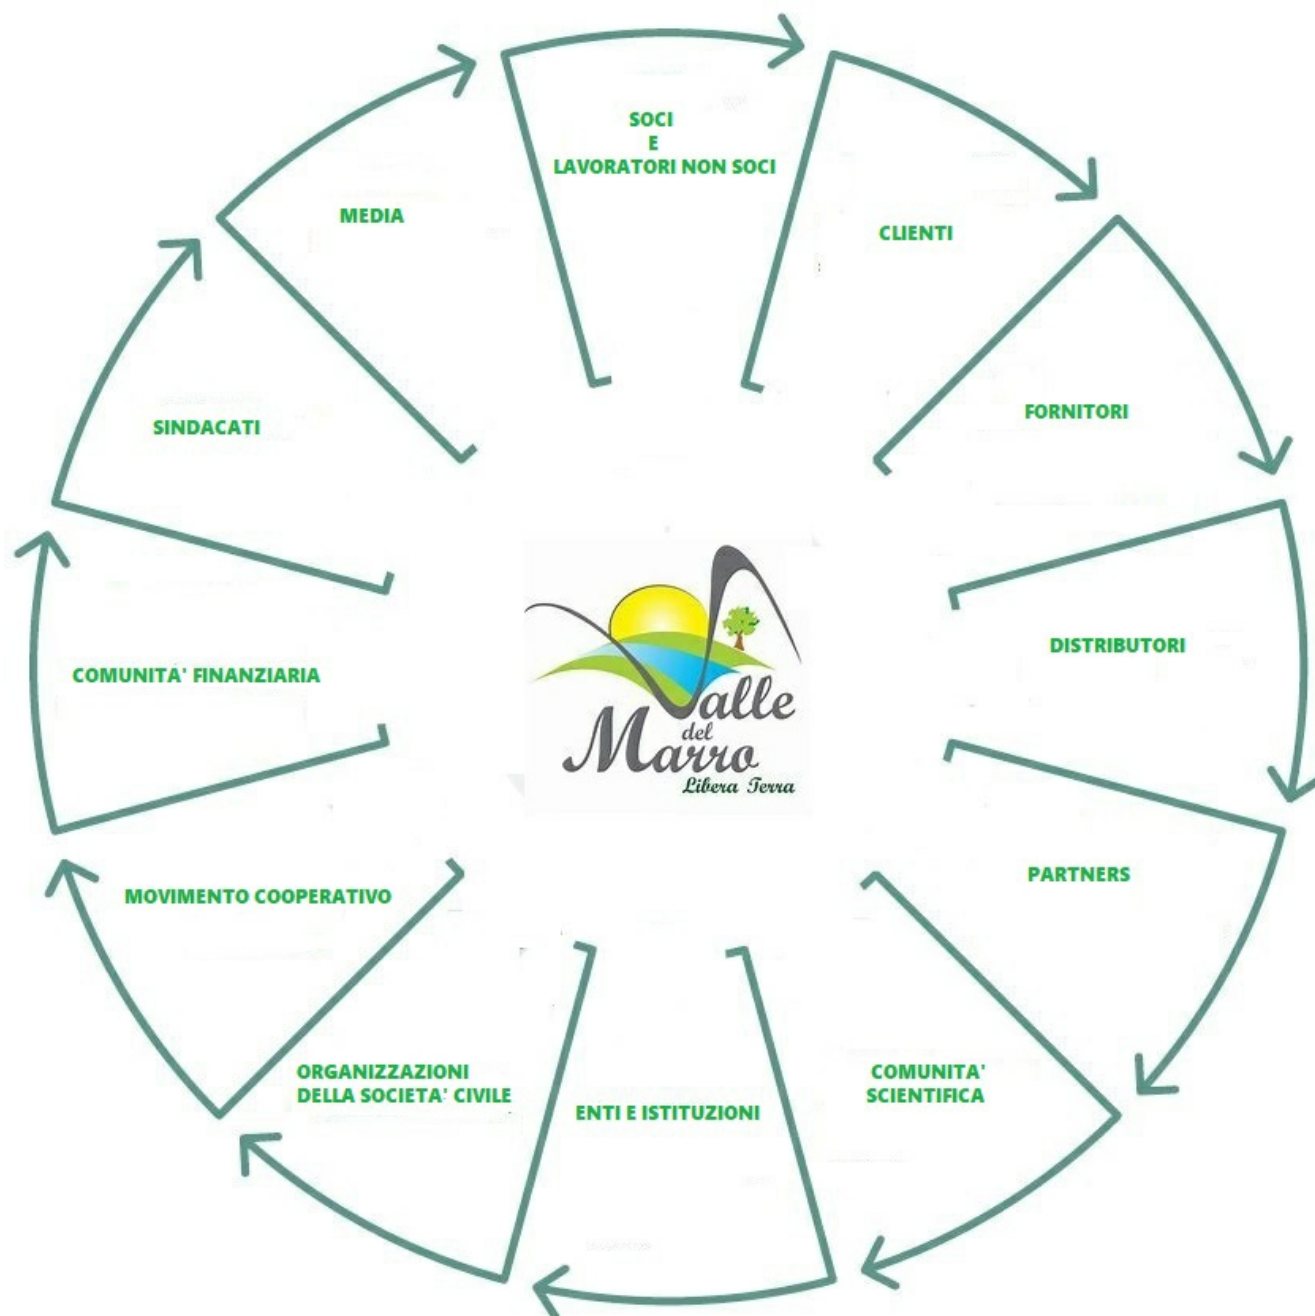 SOCI
E
LAVORATORI NON SOCI
CLIENTI
FORNITORI
DISTRIBUTORI
PARTNERS
COMUNITA'
SCIENTIFICA
ENTI E ISTITUZIONI
ORGANIZZAZIONI
DELLA SOCIETA' CIVILE
MOVIMENTO COOPERATIVO
COMUNITA' FINANZIARIA
SINDACATI
MEDIA
Valle
del
Marro
Libera Terra